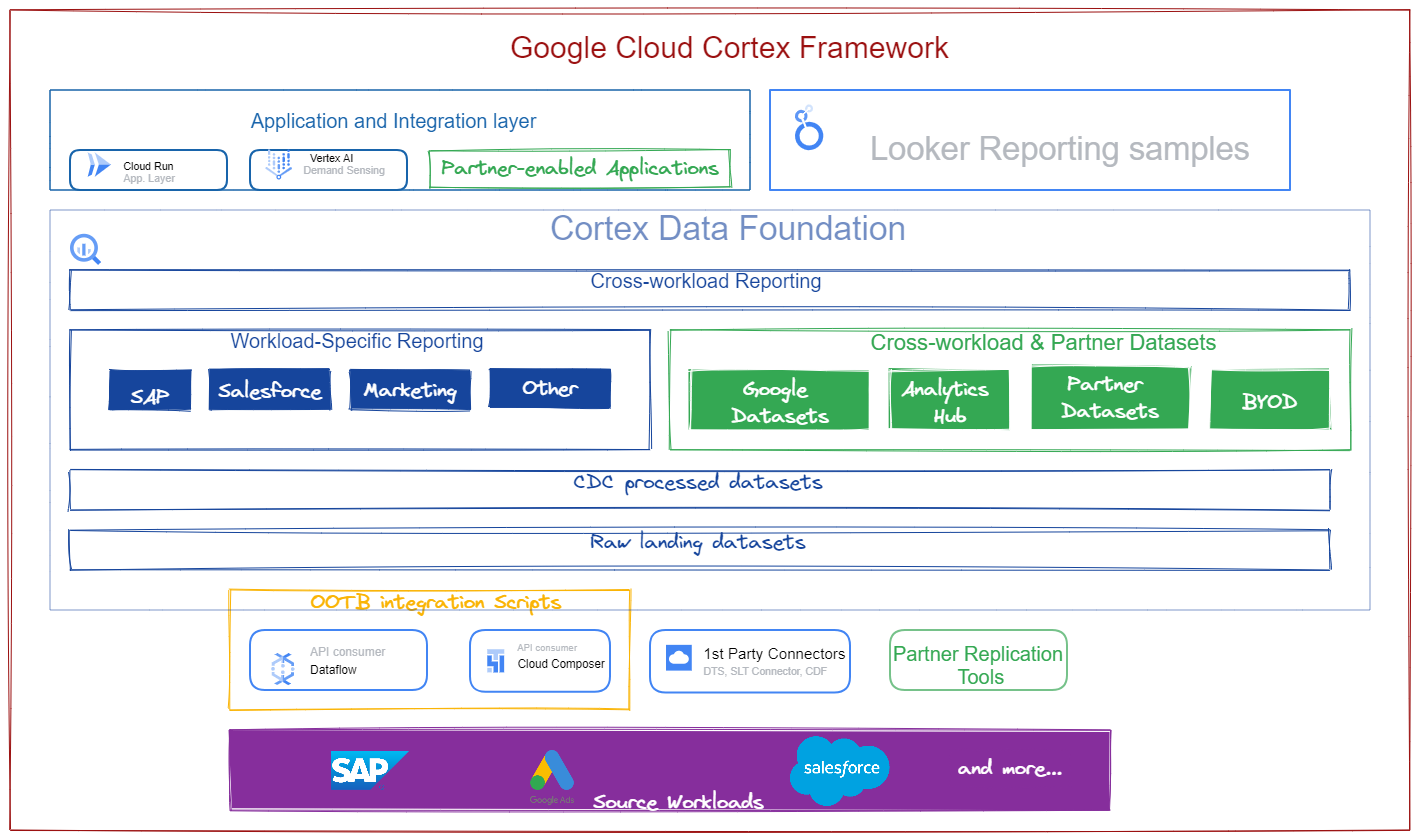 Google Cloud Cortex Framework
Application and Integration layer
Cloud Run
App. Layer
Vertex AI
Demand Sensing
Partner-enabled Applications
Looker Reporting samples
Cortex Data Foundation
Cross-workload Reporting
Workload-Specific Reporting
SAP
Salesforce
Marketing
Other
Cross-workload & Partner Datasets
Google
Datasets
Analytics
Hub
Partner
Datasets
BYOD
CDC processed datasets
Raw landing datasets
OOTB integration Scripts
API consumer
Dataflow
API consumer
Cloud Composer
1st Party Connectors
DTS, SLT Connector, CDF
Partner Replication
Tools
SAP
Google Ads
salesforce
and more...
Source Workloads